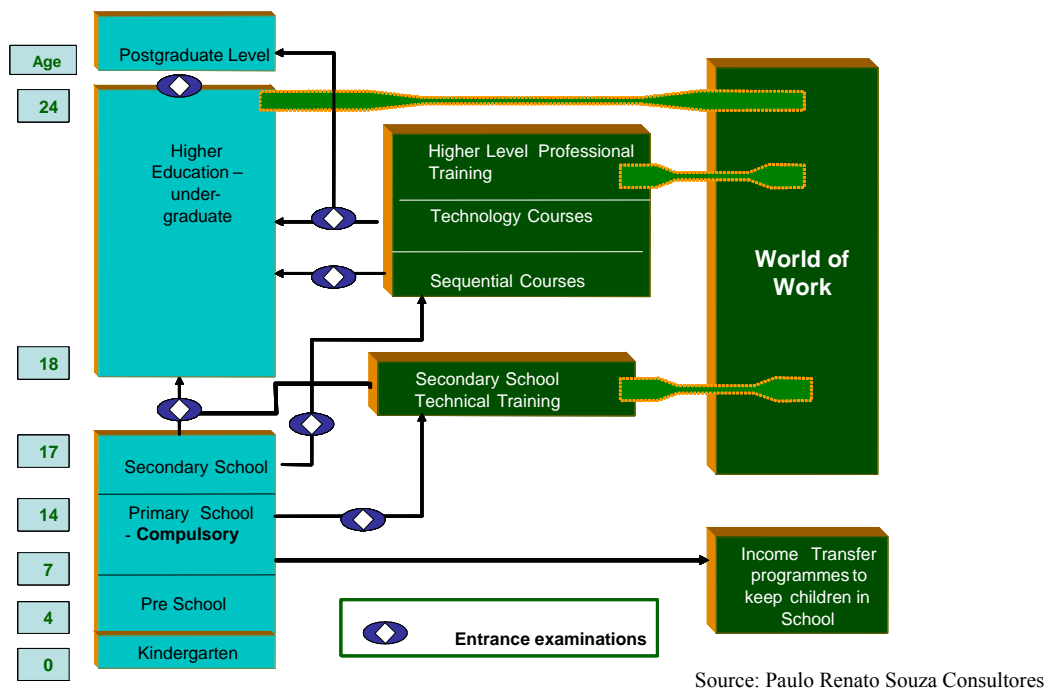 Age
24
18
17
14
7
4
0
Postgraduate Level
Higher
Education –
under-
graduate
Secondary School
Primary School
- Compulsory
Pre School
Kindergarten
Higher Level Professional
Training
Technology Courses
Sequential Courses
Secondary School
Technical Training
World of
Work
Income Transfer
programmes to
keep children in
School
Entrance examinations
Source: Paulo Renato Souza Consultores